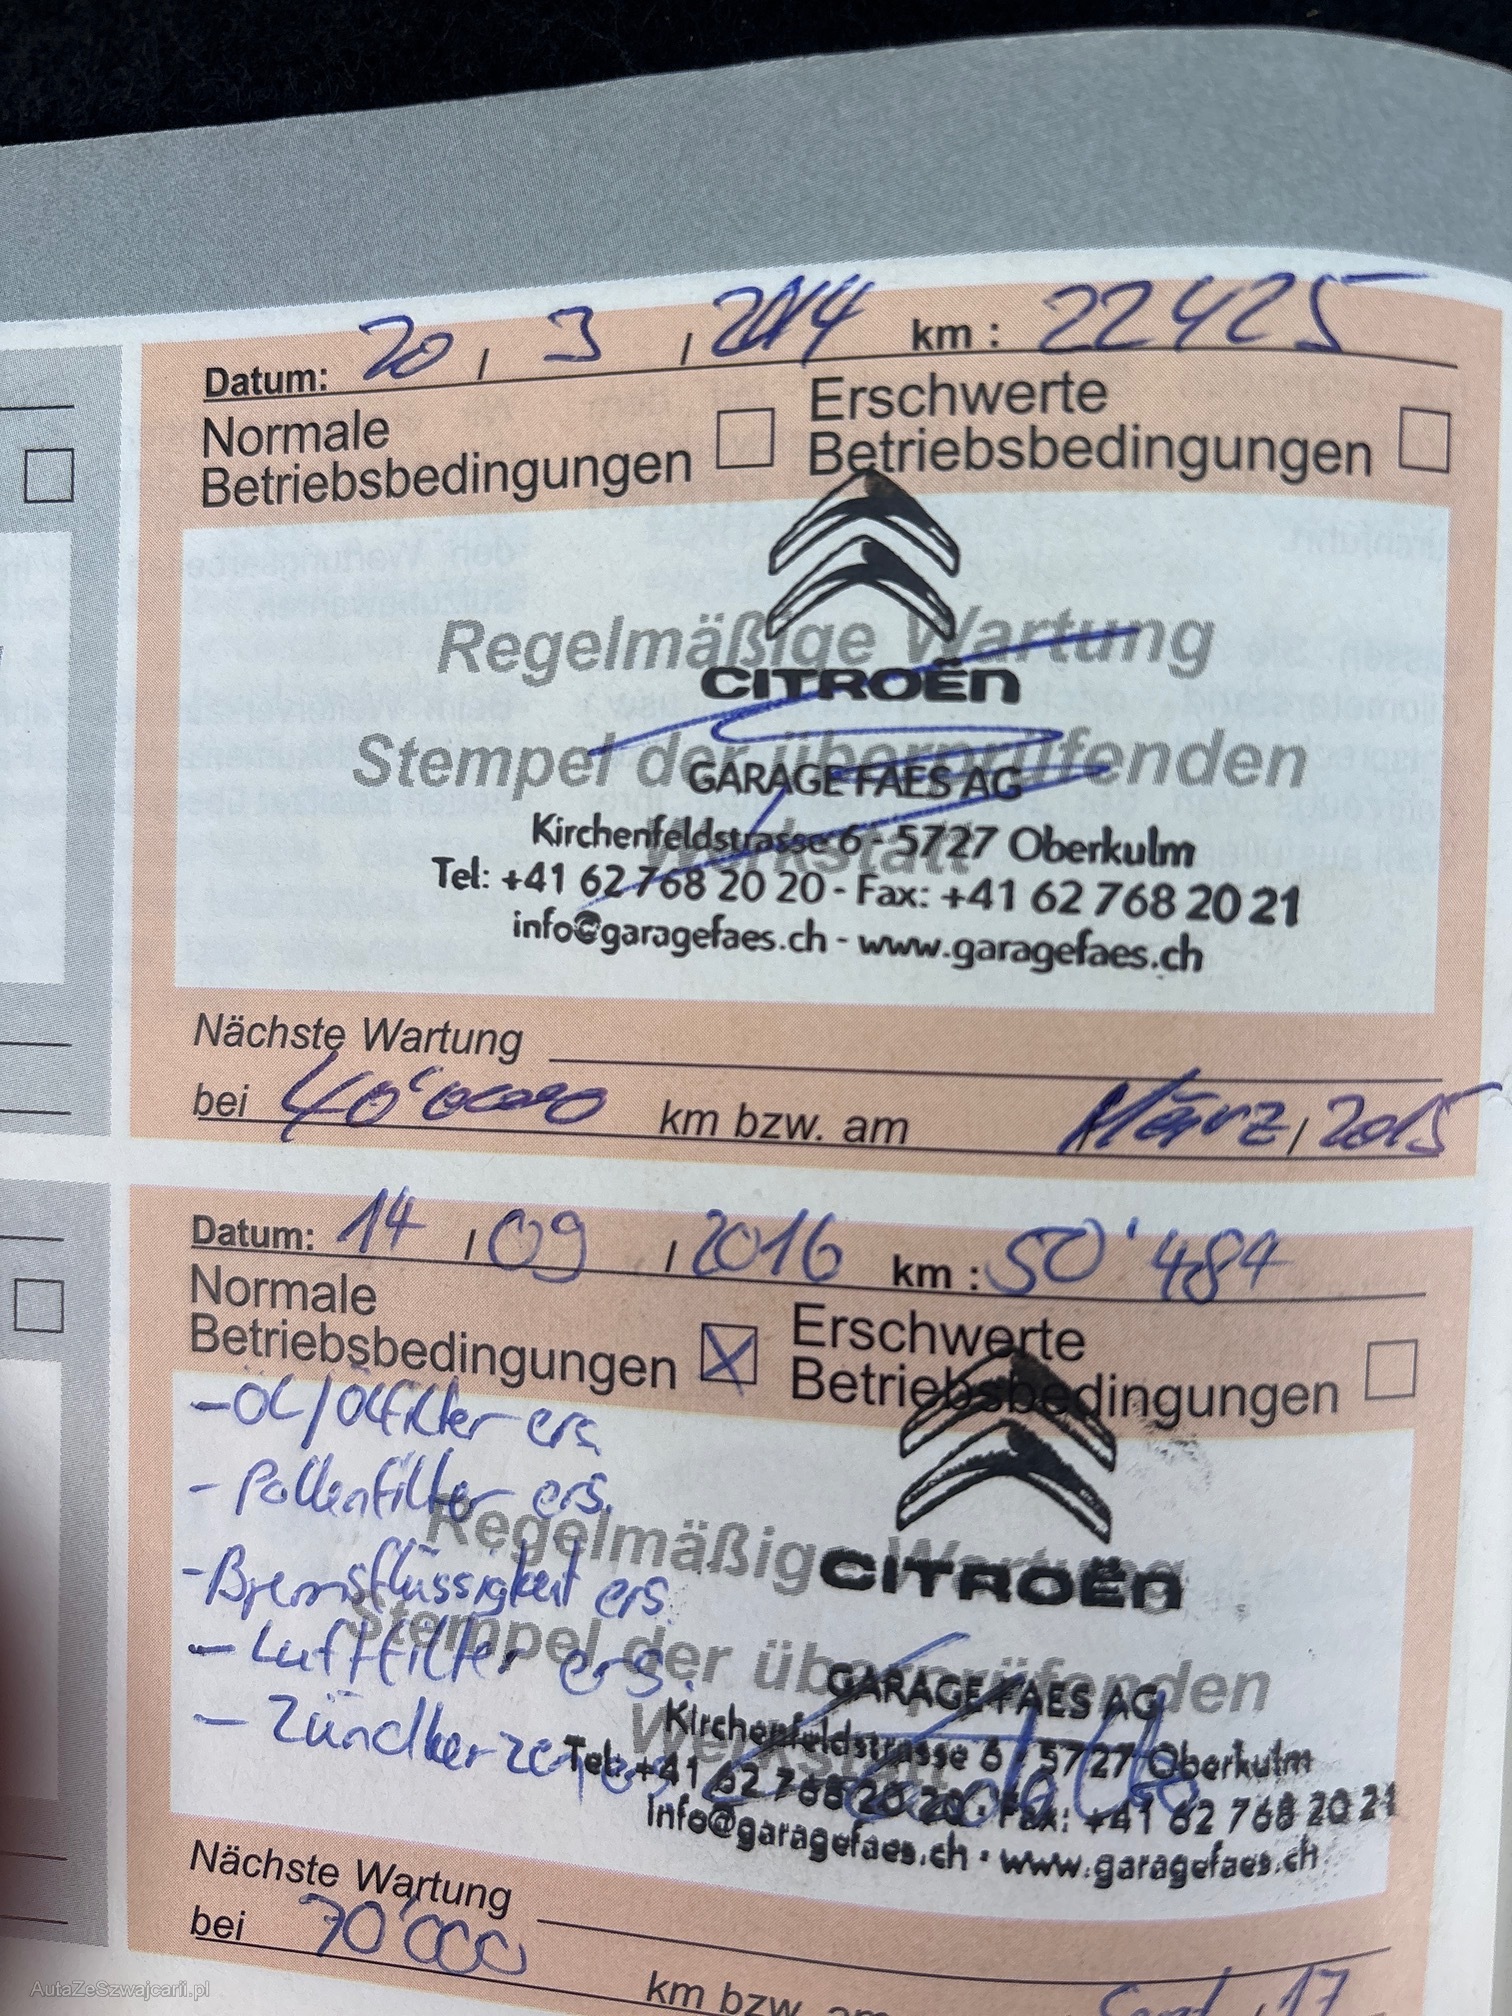 Datum: 20 / 3 / 2014 km: 22425
Normale Betriebsbedingungen
Erschwerte Betriebsbedingungen
Regelmäßige Wartung
CITROËN
Stempel der überprüfenden
GARAGE FAES AG
Werkstatt
Kirchenfeldstrasse 6 - 5727 Oberkulm
Tel: +41 62 768 20 20 - Fax: +41 62 768 20 21
info@garagefaes.ch - www.garagefaes.ch
Nächste Wartung
bei 40'000 km bzw. am März / 2015
Datum: 14 / 09 / 2016 km: 50'484
Normale Betriebsbedingungen
Erschwerte Betriebsbedingungen
- Öl/Ölfilter ers.
- Pollenfilter ers.
- Bremsflüssigkeit ers.
- Luftfilter ers.
- Zündkerzen
Regelmäßige Wartung
CITROËN
Stempel der überprüfenden
Werkstatt
GARAGE FAES AG
Kirchenfeldstrasse 6 - 5727 Oberkulm
Tel: +41 62 768 20 20 - Fax: +41 62 768 20 21
info@garagefaes.ch - www.garagefaes.ch
Nächste Wartung
bei 70'000
km bzw. am Sept. 17
AutaZeSzwajcarii.pl